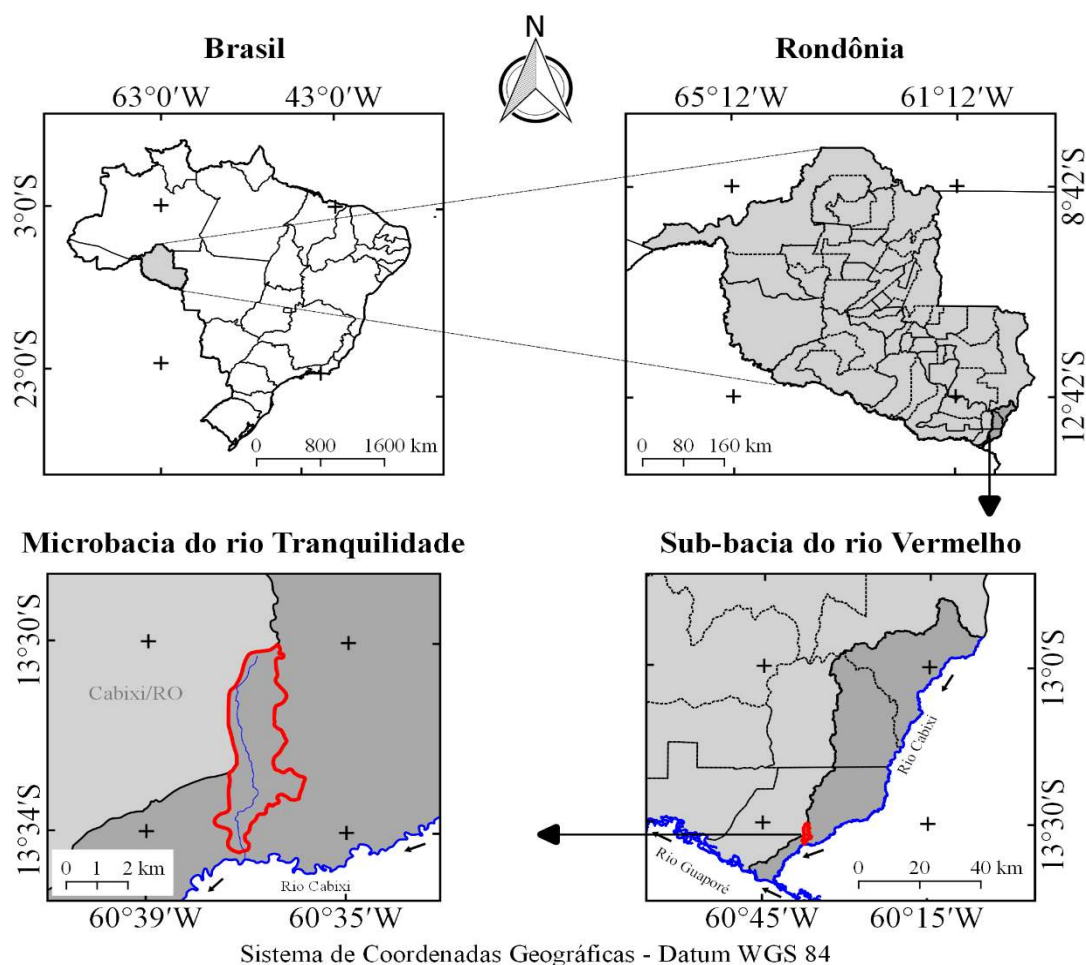 Brasil
N
Rondônia
63°0'W 43°0'W
65°12'W 61°12'W
3°0'S
23°0'S
8°42'S
12°42'S
0 800 1600 km
0 80 160 km
Microbacia do rio Tranquilidade
Sub-bacia do rio Vermelho
13°30'S
13°34'S
Cabixi/RO
0 1 2 km
Rio Cabixi
60°39'W 60°35'W
13°0'S
13°30'S
Rio Cabixi
Rio Guaporé
0 20 40 km
60°45'W 60°15'W
Sistema de Coordenadas Geográficas - Datum WGS 84